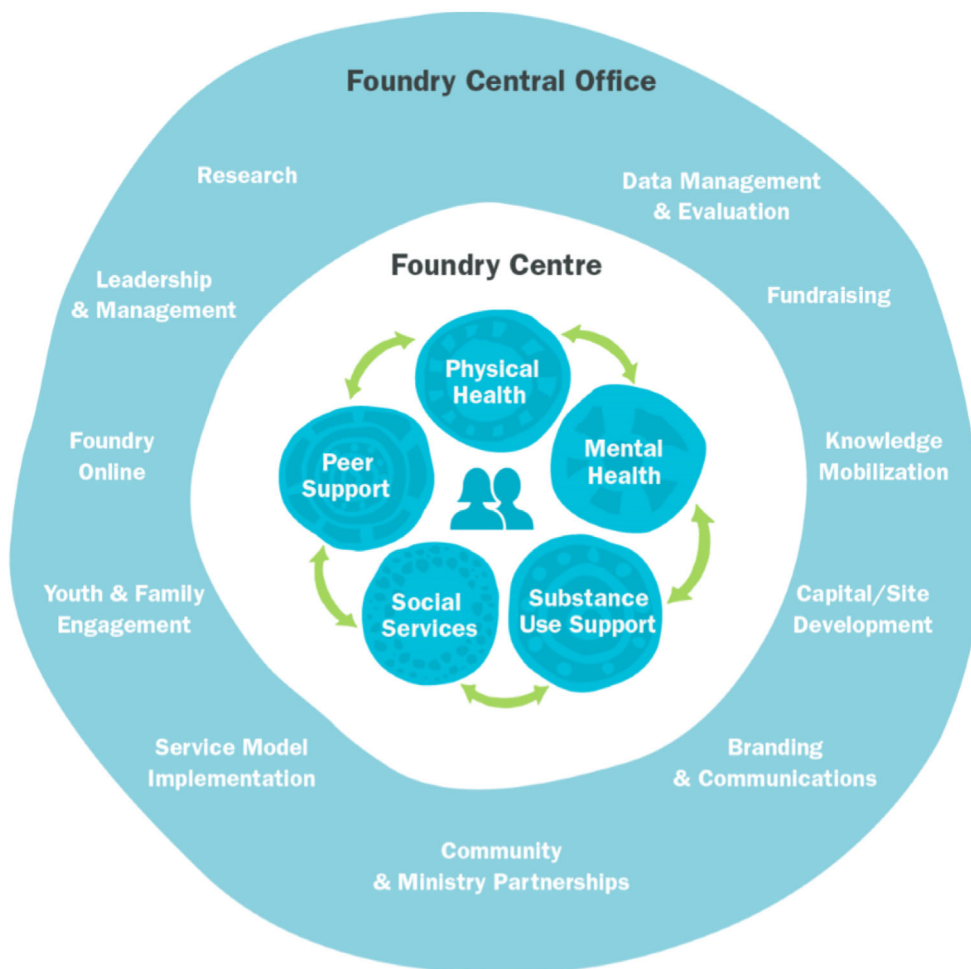 Foundry Central Office
Research
Data Management
& Evaluation
Leadership
& Management
Fundraising
Foundry
Online
Knowledge
Mobilization
Youth & Family
Engagement
Capital/Site
Development
Service Model
Implementation
Branding
& Communications
Community
& Ministry Partnerships
Foundry Centre
Physical
Health
Mental
Health
Substance
Use Support
Social
Services
Peer
Support